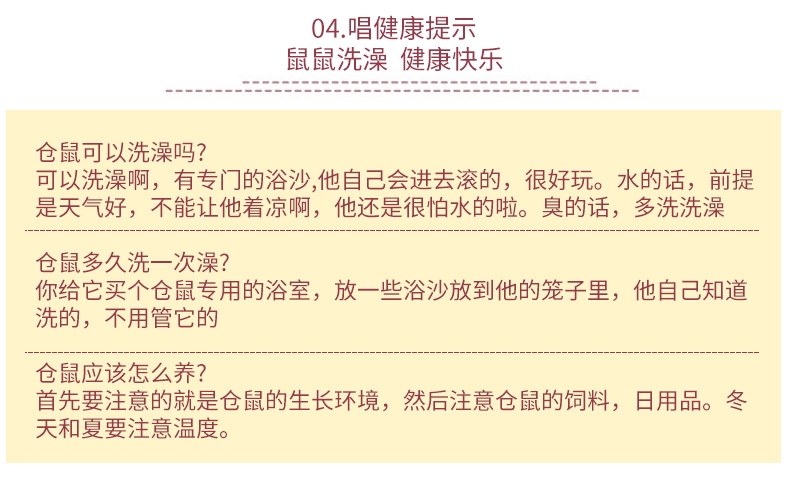 04.唱健康提示
鼠鼠洗澡 健康快乐
仓鼠可以洗澡吗?
可以洗澡啊，有专门的浴沙,他自己会进去滚的，很好玩。水的话，前提
是天气好，不能让他着凉啊，他还是很怕水的啦。臭的话，多洗洗澡
仓鼠多久洗一次澡?
你给它买个仓鼠专用的浴室，放一些浴沙放到他的笼子里，他自己知道
洗的，不用管它的
仓鼠应该怎么养?
首先要注意的就是仓鼠的生长环境，然后注意仓鼠的饲料，日用品。冬
天和夏要注意温度。